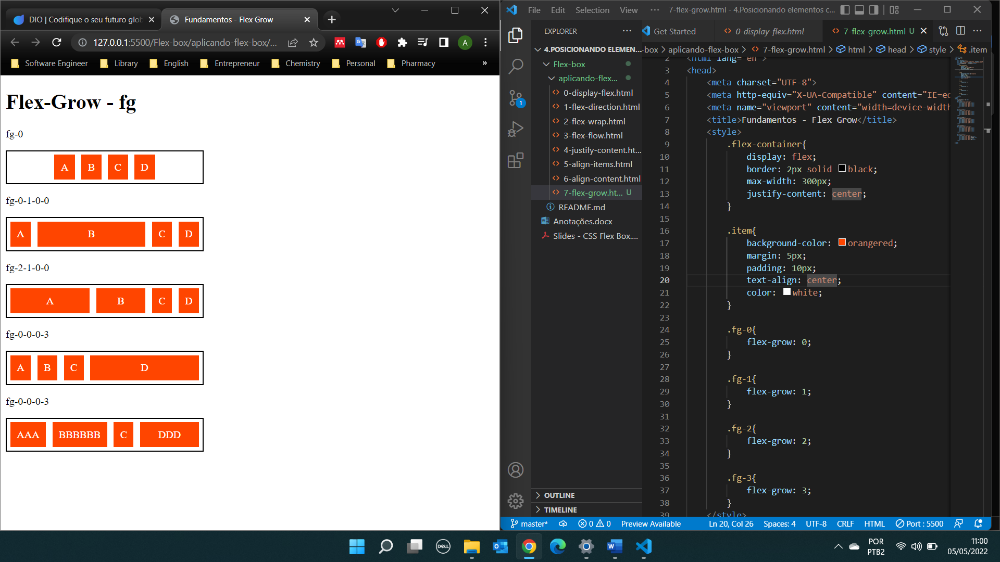 DIO | Codifique o seu futuro glob
Fundamentos - Flex Grow
127.0.0.1:5500/Flex-box/aplicando-flex-box/...
A
Software Engineer
Library
English
Entrepreneur
Chemistry
Personal
Pharmacy
»
Flex-Grow - fg
fg-0
A B C D
fg-0-1-0-0
A B C D
fg-2-1-0-0
A B C D
fg-0-0-0-3
A B C D
fg-0-0-0-3
AAA BBBBBB C DDD
File Edit Selection View ··· 7-flex-grow.html - 4.Posicionando elementos c...
EXPLORER ···
Get Started
0-display-flex.html
7-flex-grow.html U
-box > aplicando-flex-box > 7-flex-grow.html > html > head > style > .item
4.POSICIONANDO ELEMEN...
Flex-box
aplicando-flex...
0-display-flex.html
1-flex-direction.html
2-flex-wrap.html
3-flex-flow.html
4-justify-content.ht...
5-align-items.html
6-align-content.html
7-flex-grow.ht... U
README.md
Anotações.docx
Slides - CSS Flex Box....
OUTLINE
TIMELINE
1
2 <html lang="en">
3 <head>
4 <meta charset="UTF-8">
5 <meta http-equiv="X-UA-Compatible" content="IE=ed
6 <meta name="viewport" content="width=device-width
7 <title>Fundamentos - Flex Grow</title>
8 <style>
9 .flex-container{
10 display: flex;
11 border: 2px solid black;
12 max-width: 300px;
13 justify-content: center;
14 }
15
16 .item{
17 background-color: orangered;
18 margin: 5px;
19 padding: 10px;
20 text-align: center;
21 color: white;
22 }
23
24 .fg-0{
25 flex-grow: 0;
26 }
27
28 .fg-1{
29 flex-grow: 1;
30 }
31
32 .fg-2{
33 flex-grow: 2;
34 }
35
36 .fg-3{
37 flex-grow: 3;
38 }
39 </style>
master* 0 0 Preview Available Ln 20, Col 26 Spaces: 4 UTF-8 CRLF HTML Port : 5500
DELL
POR
PTB2
11:00
05/05/2022